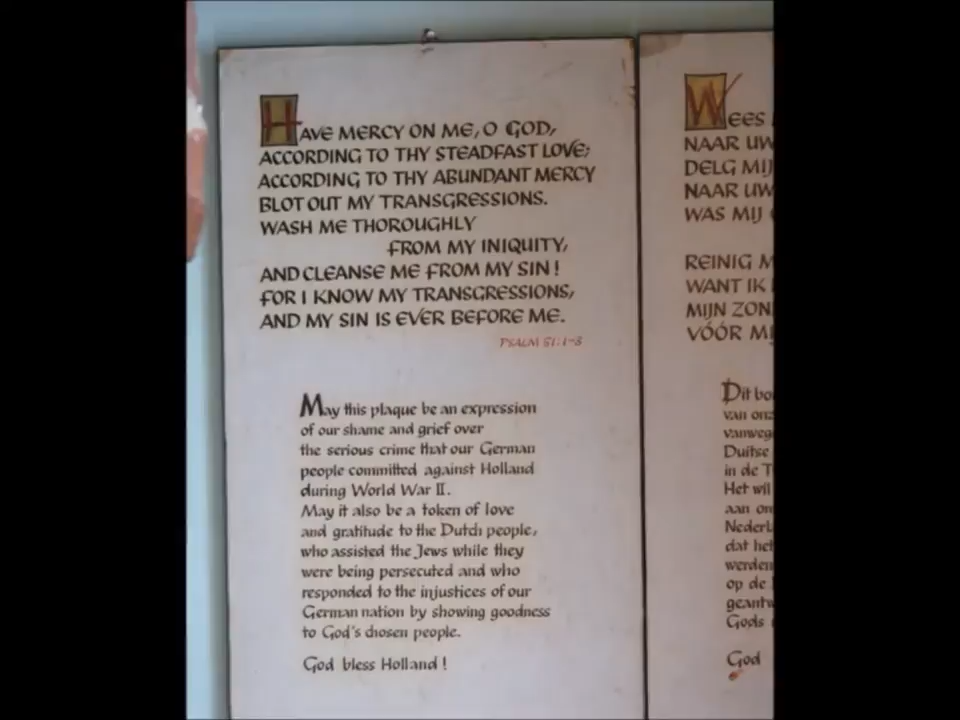 HAVE MERCY ON ME, O GOD,
ACCORDING TO THY STEADFAST LOVE;
ACCORDING TO THY ABUNDANT MERCY
BLOT OUT MY TRANSGRESSIONS.
WASH ME THOROUGHLY
FROM MY INIQUITY,
AND CLEANSE ME FROM MY SIN!
FOR I KNOW MY TRANSGRESSIONS,
AND MY SIN IS EVER BEFORE ME.
PSALM 51:1-3
May this plaque be an expression
of our shame and grief over
the serious crime that our German
people committed against Holland
during World War II.
May it also be a token of love
and gratitude to the Dutch people,
who assisted the Jews while they
were being persecuted and who
responded to the injustices of our
German nation by showing goodness
to God's chosen people.
God bless Holland!
WEES
NAAR UW
DELG MIJ
NAAR UW
WAS MIJ
REINIG
WANT IK
MIJN
VÓÓR
Dit
van
Duitse
in de
Het wil
aan
dat het
werden
op de
Gods
God